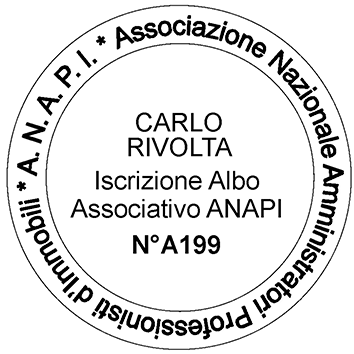 * A. N. A. P. I. * Associazione Nazionale Amministratori Professionisti d'Immobili
CARLO
RIVOLTA
Iscrizione Albo
Associativo ANAPI
N°A199